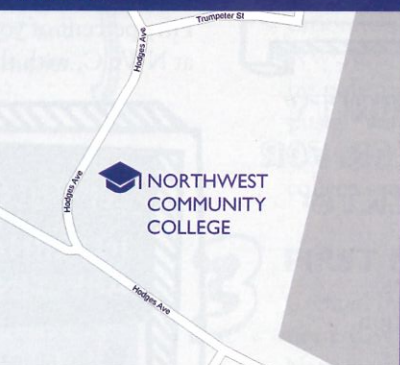 Trumpeter St
Hodges Ave
Hodges Ave
NORTHWEST
COMMUNITY
COLLEGE
Hodges Ave